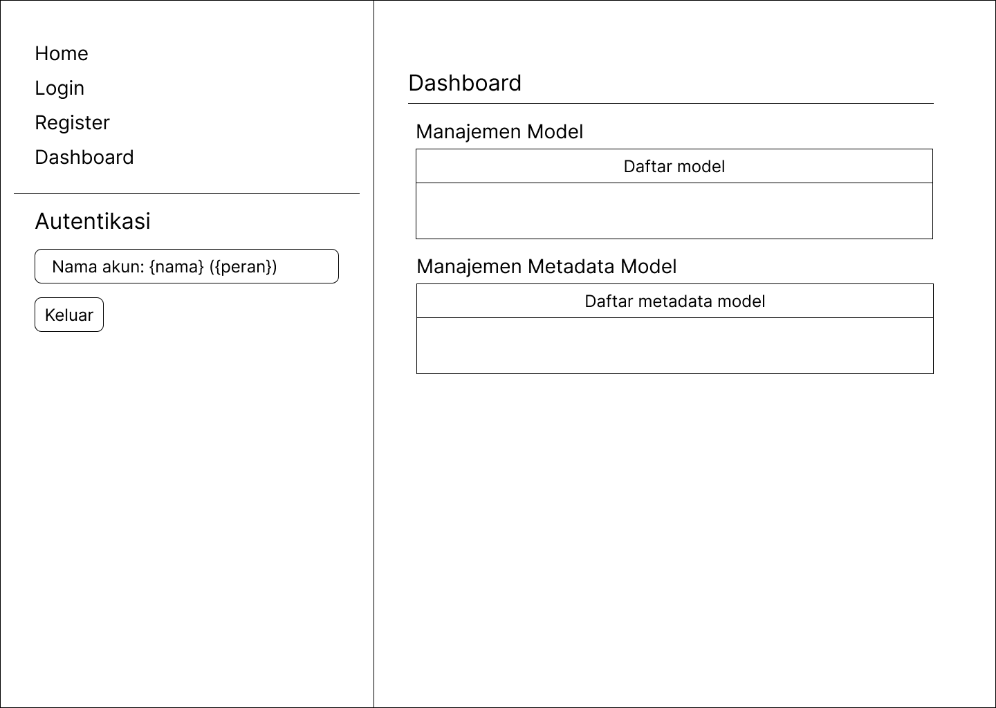 Home
Login
Register
Dashboard
Autentikasi
Nama akun: {nama} ({peran})
Keluar
Dashboard
Manajemen Model
Daftar model
Manajemen Metadata Model
Daftar metadata model